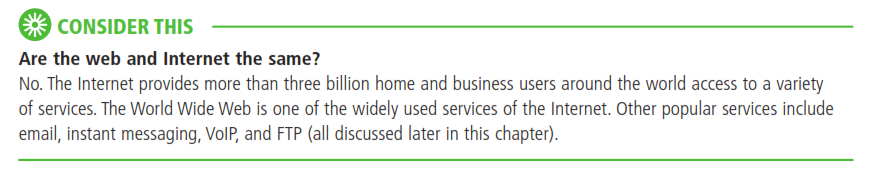 CONSIDER THIS
Are the web and Internet the same?
No. The Internet provides more than three billion home and business users around the world access to a variety
of services. The World Wide Web is one of the widely used services of the Internet. Other popular services include
email, instant messaging, VoIP, and FTP (all discussed later in this chapter).